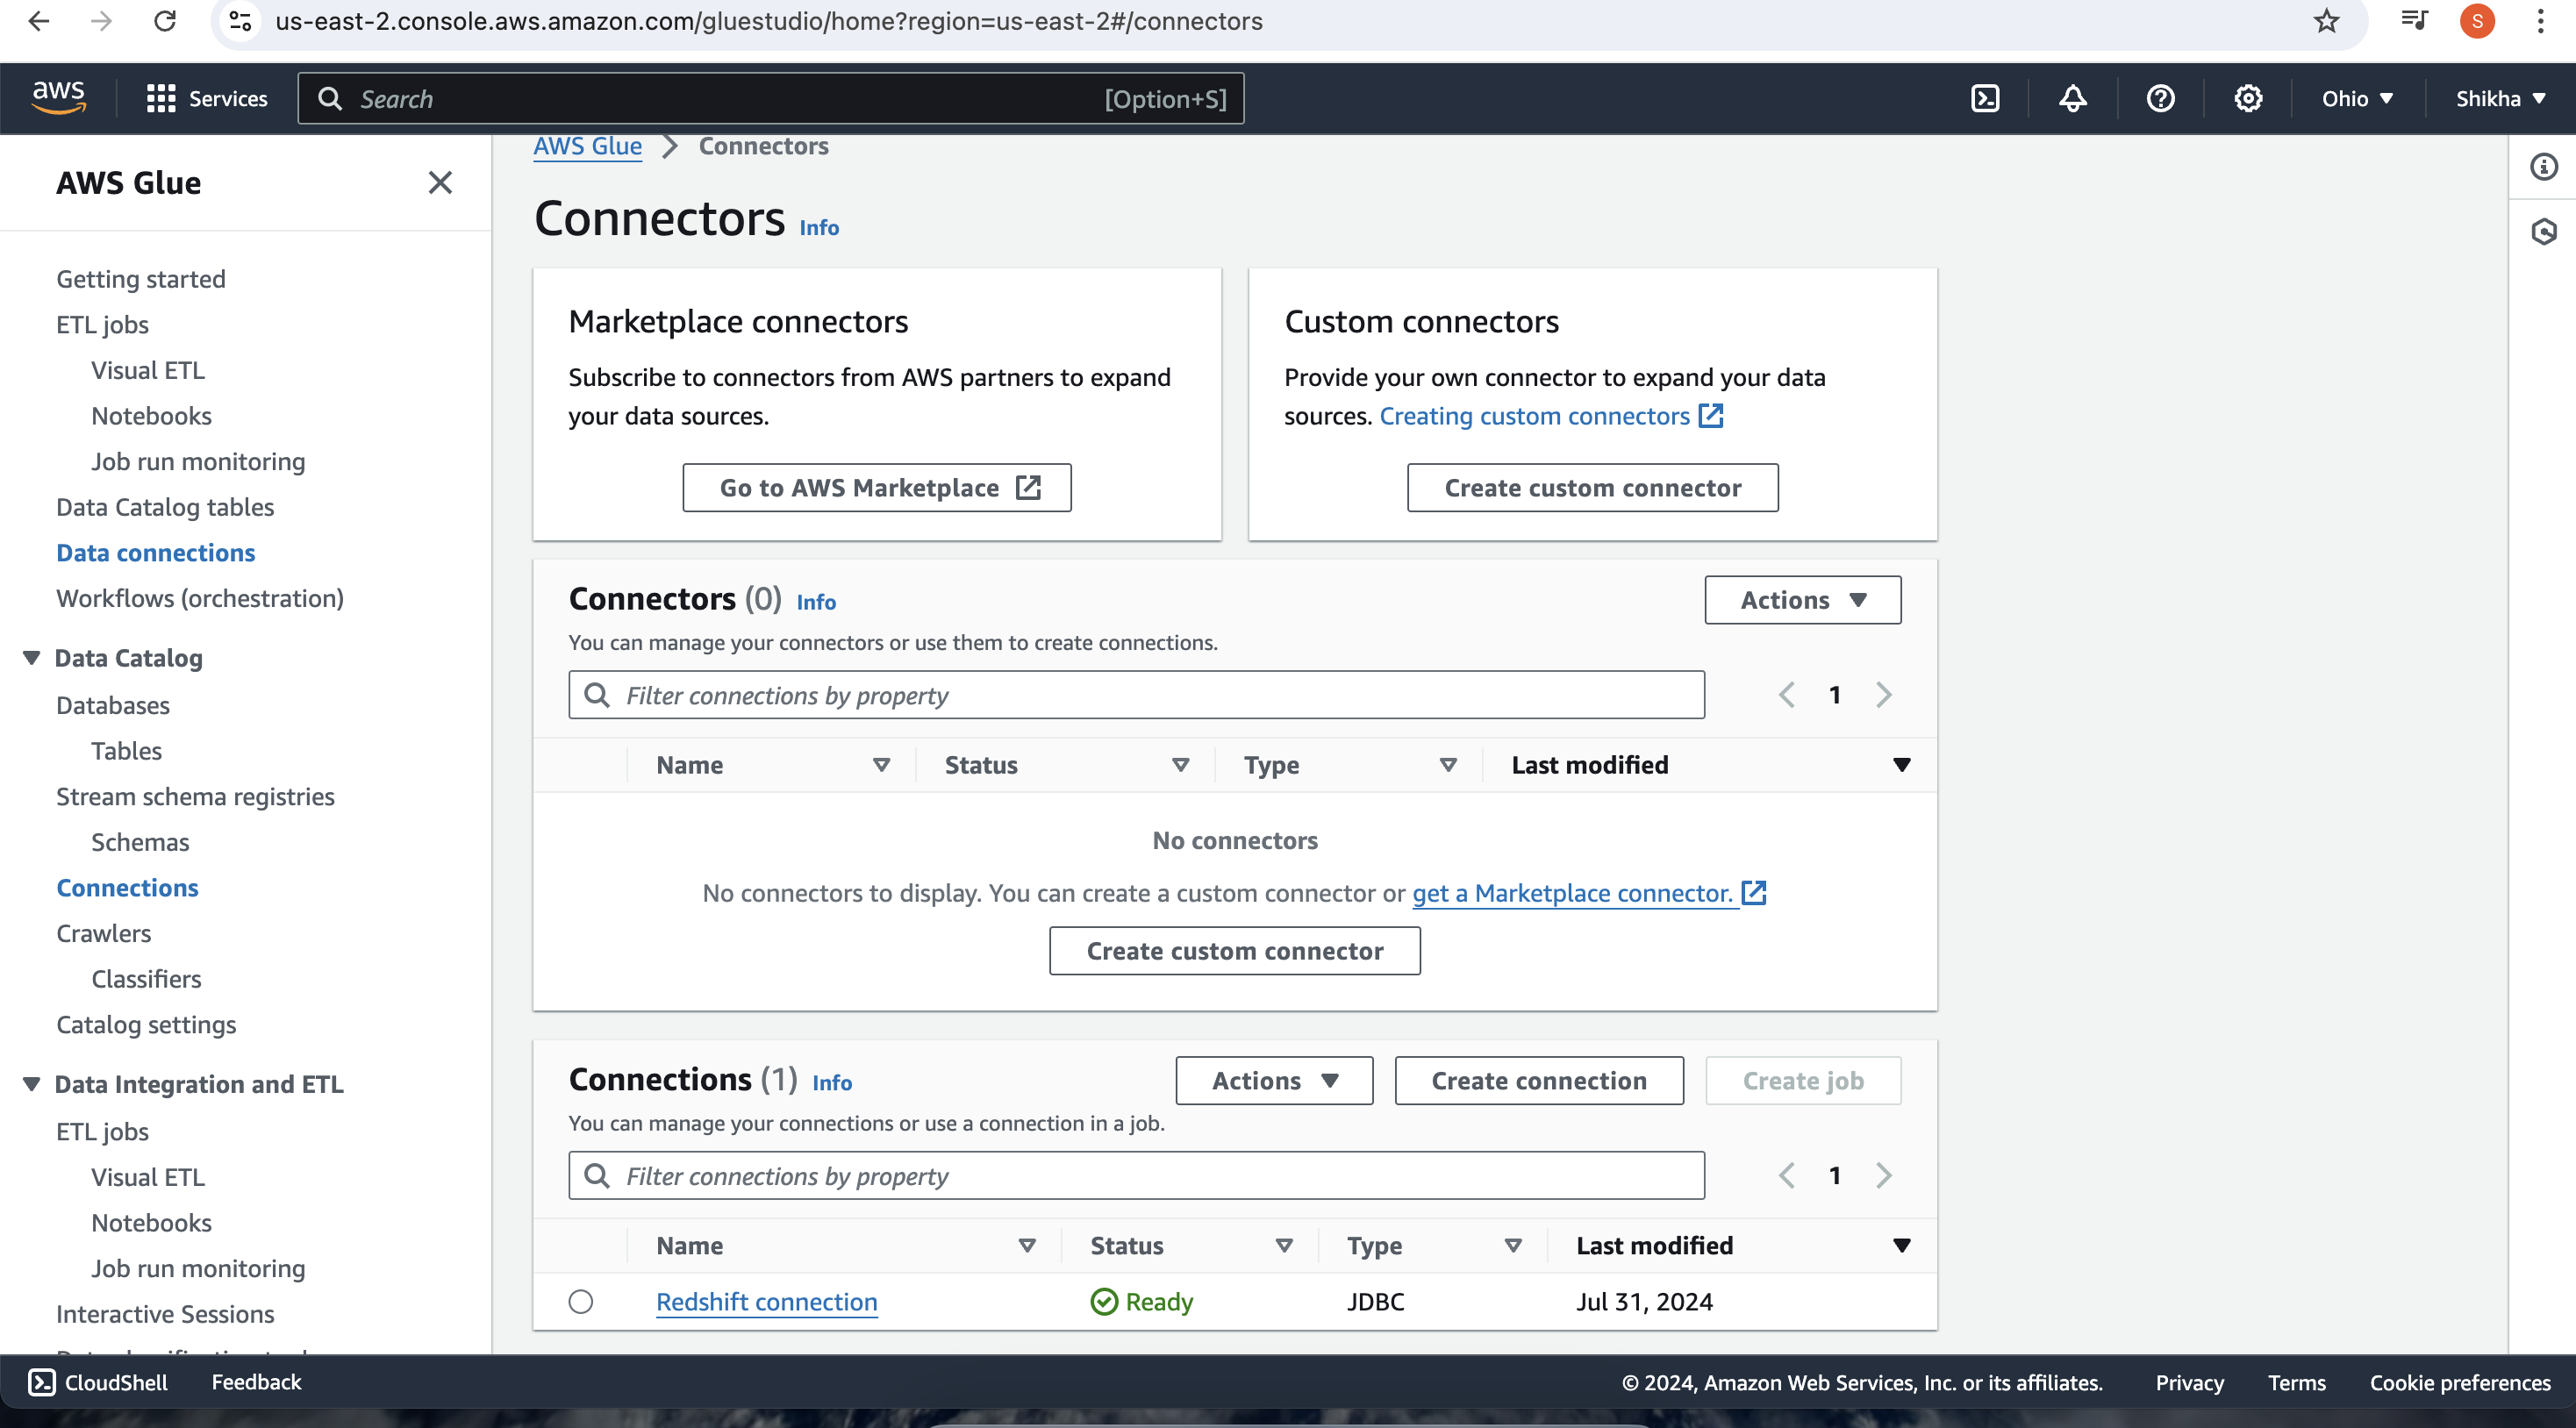 us-east-2.console.aws.amazon.com/gluestudio/home?region=us-east-2#/connectors
S
aws
Services
Search
[Option+S]
Ohio
Shikha
AWS Glue
Getting started
ETL jobs
Visual ETL
Notebooks
Job run monitoring
Data Catalog tables
Data connections
Workflows (orchestration)
Data Catalog
Databases
Tables
Stream schema registries
Schemas
Connections
Crawlers
Classifiers
Catalog settings
Data Integration and ETL
ETL jobs
Visual ETL
Notebooks
Job run monitoring
Interactive Sessions
AWS Glue > Connectors
Connectors Info
Marketplace connectors
Subscribe to connectors from AWS partners to expand
your data sources.
Go to AWS Marketplace
Custom connectors
Provide your own connector to expand your data
sources. Creating custom connectors
Create custom connector
Connectors (0) Info
Actions
You can manage your connectors or use them to create connections.
Filter connections by property
1
Name Status Type Last modified
No connectors
No connectors to display. You can create a custom connector or get a Marketplace connector.
Create custom connector
Connections (1) Info
Actions
Create connection
Create job
You can manage your connections or use a connection in a job.
Filter connections by property
1
Name Status Type Last modified
Redshift connection Ready JDBC Jul 31, 2024
CloudShell
Feedback
© 2024, Amazon Web Services, Inc. or its affiliates.
Privacy
Terms
Cookie preferences